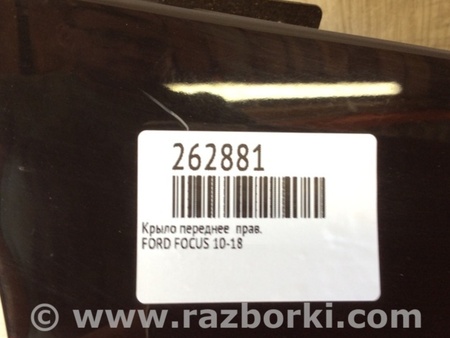 262881
Крыло переднее прав.
FORD FOCUS 10-18
© www.razborki.com